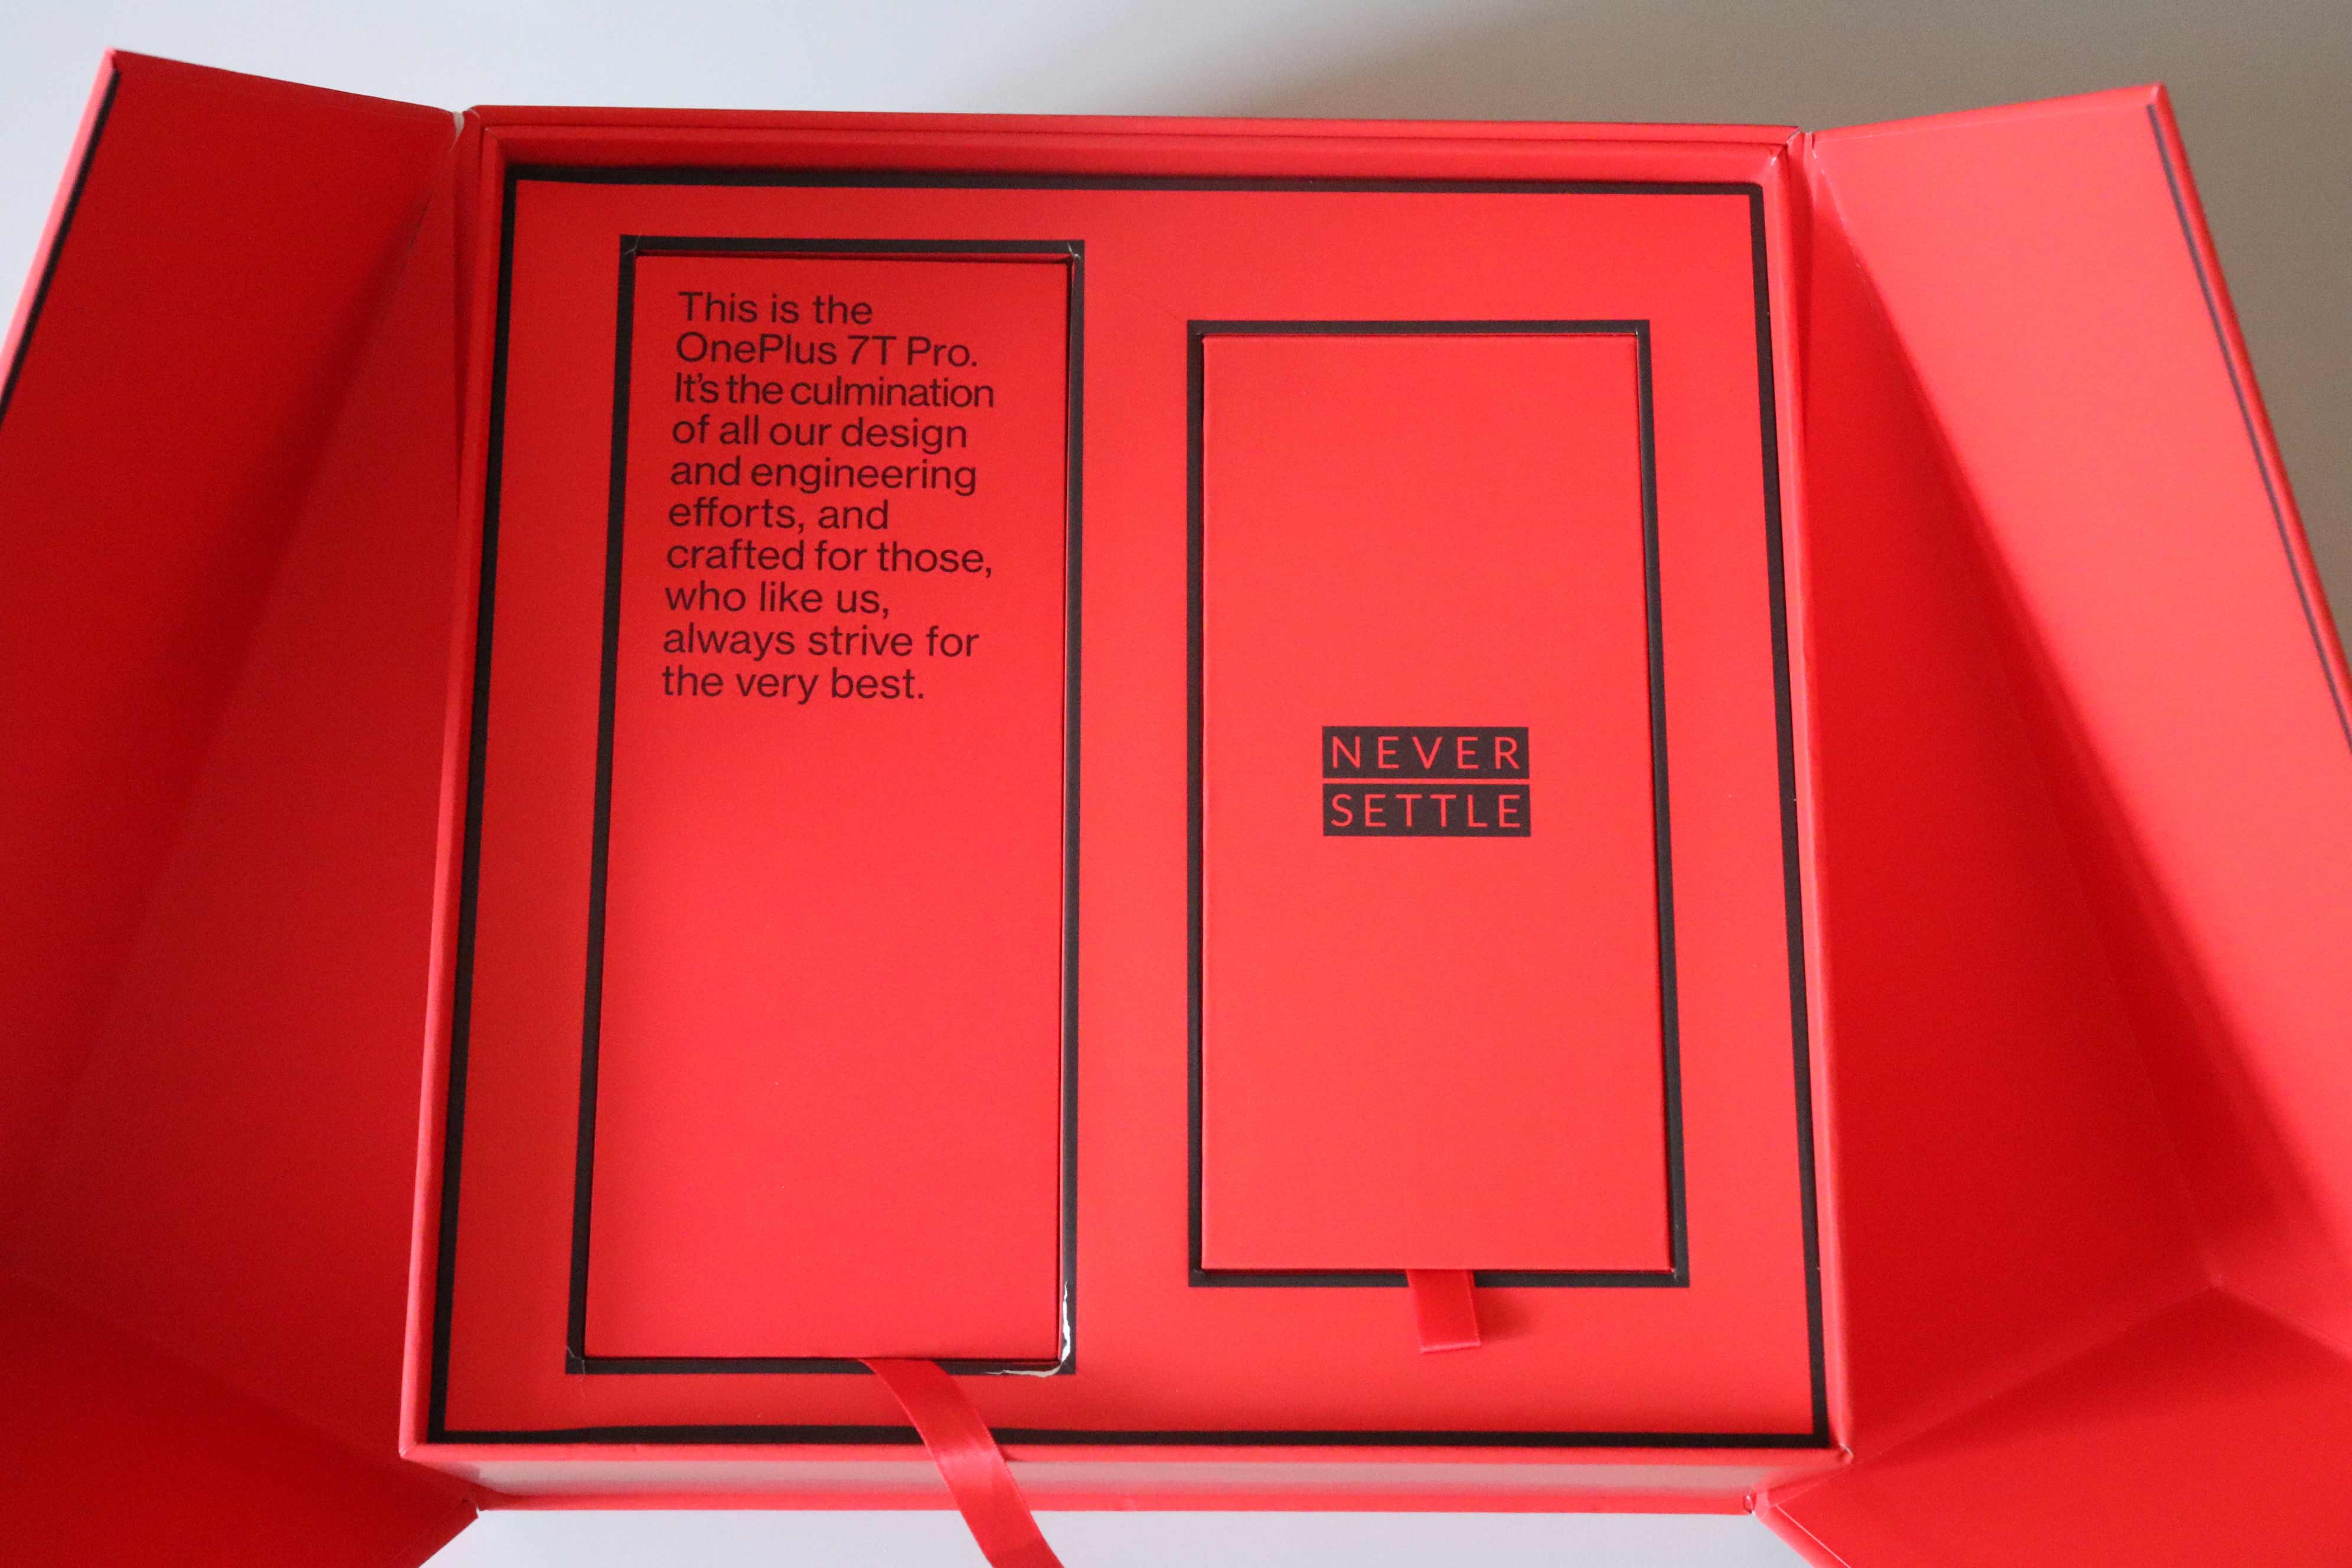 This is the
OnePlus 7T Pro.
It's the culmination
of all our design
and engineering
efforts, and
crafted for those,
who like us,
always strive for
the very best.
NEVER
SETTLE